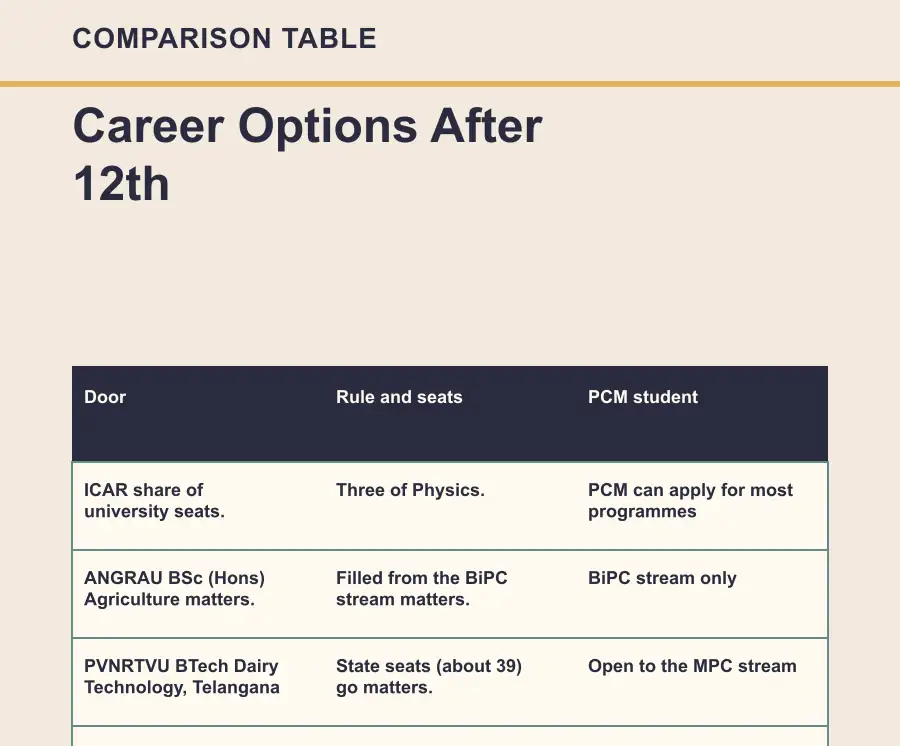 COMPARISON TABLE
Career Options After
12th
Door
Rule and seats
PCM student
ICAR share of
university seats.
Three of Physics.
PCM can apply for most
programmes
ANGRAU BSc (Hons)
Agriculture matters.
Filled from the BiPC
stream matters.
BiPC stream only
PVNRTVU BTech Dairy
Technology, Telangana
State seats (about 39)
go matters.
Open to the MPC stream